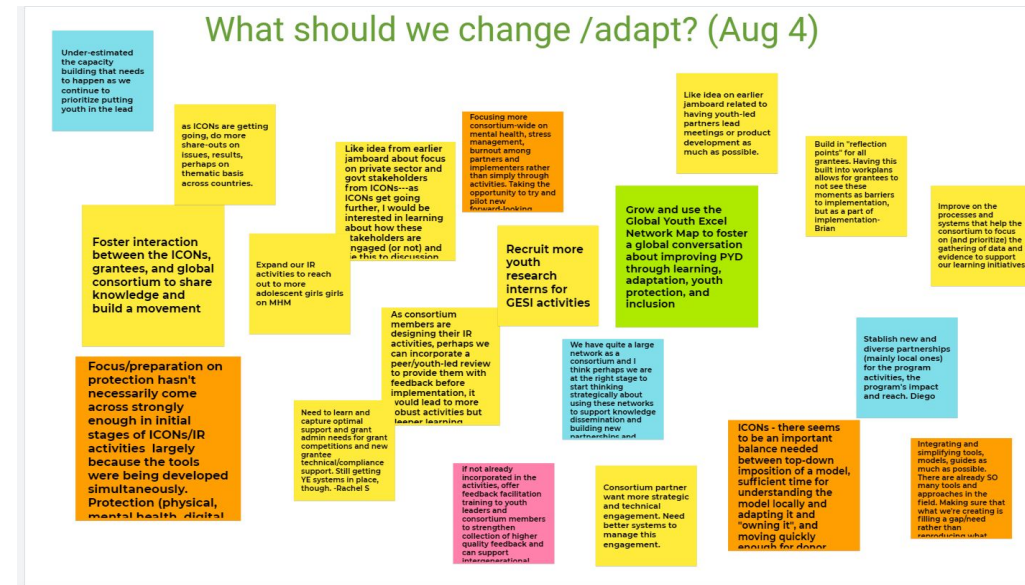 What should we change /adapt? (Aug 4)
Under-estimated
the capacity
building that needs
to happen as we
continue to
prioritize putting
youth in the lead
as ICONs are getting
going, do more
share-outs on
issues, results,
perhaps on
thematic basis
across countries.
Like idea from earlier
jamboard about focus
on private sector and
govt stakeholders
from ICONs---as
ICONs get going
further, I would be
interested in learning
about how these
stakeholders are
engaged (or not) and
use this to discussion
Focusing more
consortium-wide on
mental health, stress
management,
burnout among
partners and
implementers rather
than simply through
activities. Taking the
opportunity to try and
pilot new
forward-looking
Like idea on earlier
jamboard related to
having youth-led
partners lead
meetings or product
development as
much as possible.
Build in "reflection
points" for all
grantees. Having this
built into workplans
allows for grantees to
not see these
moments as barriers
to implementation,
but as a part of
implementation-
Brian
Improve on the
processes and
systems that help the
consortium to focus
on (and prioritize) the
gathering of data and
evidence to support
our learning initiatives
Foster interaction
between the ICONs,
grantees, and global
consortium to share
knowledge and
build a movement
Expand our IR
activities to reach
out to more
adolescent girls girls
on MHM
Recruit more
youth
research
interns for
GESI activities
Grow and use the
Global Youth Excel
Network Map to foster
a global conversation
about improving PYD
through learning,
adaptation, youth
protection, and
inclusion
As consortium
members are
designing their IR
activities, perhaps we
can incorporate a
peer/youth-led review
to provide them with
feedback before
implementation, it
would lead to more
robust activities but
deeper learning
We have quite a large
network as a
consortium and I
think perhaps we are
at the right stage to
start thinking
strategically about
using these networks
to support knowledge
dissemination and
building new
partnerships and
Stablish new and
diverse partnerships
(mainly local ones)
for the program
activities, the
program's impact
and reach. Diego
Focus/preparation on
protection hasn't
necessarily come
across strongly
enough in initial
stages of ICONs/IR
activities largely
because the tools
were being developed
simultaneously.
Protection (physical,
mental health, digital
Need to learn and
capture optimal
support and grant
admin needs for grant
competitions and new
grantee
technical/compliance
support. Still getting
YE systems in place,
though. -Rachel S
If not already
incorporated in the
activities, offer
feedback facilitation
training to youth
leaders and
consortium members
to strengthen
collection of higher
quality feedback and
can support
intergenerational
Consortium partner
want more strategic
and technical
engagement. Need
better systems to
manage this
engagement.
ICONs - there seems
to be an important
balance needed
between top-down
imposition of a model,
sufficient time for
understanding the
model locally and
adapting it and
"owning it", and
moving quickly
enough for donor
Integrating and
simplifying tools,
models, guides as
much as possible.
There are already SO
many tools and
approaches in the
field. Making sure that
what we're creating is
filling a gap/need
rather than
reproducing what